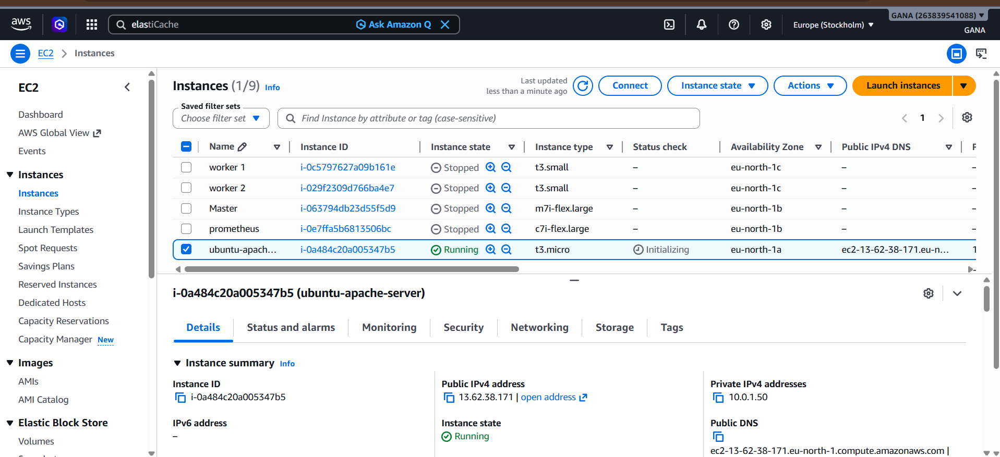 aws
elastiCache
Ask Amazon Q
Europe (Stockholm)
GANA (263839541088)
GANA
EC2
Instances
EC2
Dashboard
AWS Global View
Events
Instances
Instances
Instance Types
Launch Templates
Spot Requests
Savings Plans
Reserved Instances
Dedicated Hosts
Capacity Reservations
Capacity Manager New
Images
AMIs
AMI Catalog
Elastic Block Store
Volumes
Instances (1/9) Info
Last updated
less than a minute ago
Connect
Instance state
Actions
Launch instances
Saved filter sets
Choose filter set
Find Instance by attribute or tag (case-sensitive)
1
Name Instance ID Instance state Instance type Status check Availability Zone Public IPv4 DNS
worker 1 i-0c5797627a09b161e Stopped t3.small – eu-north-1c – –
worker 2 i-029f2309d766ba4e7 Stopped t3.small – eu-north-1c – –
Master i-063794db23d55f5d9 Stopped m7i-flex.large – eu-north-1b – –
prometheus i-0e7ffa5b6813506bc Stopped c7i-flex.large – eu-north-1b – –
ubuntu-apach... i-0a484c20a005347b5 Running t3.micro Initializing eu-north-1a ec2-13-62-38-171.eu-n... 1
i-0a484c20a005347b5 (ubuntu-apache-server)
Details
Status and alarms
Monitoring
Security
Networking
Storage
Tags
Instance summary Info
Instance ID
i-0a484c20a005347b5
Public IPv4 address
13.62.38.171 | open address
Private IPv4 addresses
10.0.1.50
IPv6 address
–
Instance state
Running
Public DNS
ec2-13-62-38-171.eu-north-1.compute.amazonaws.com |